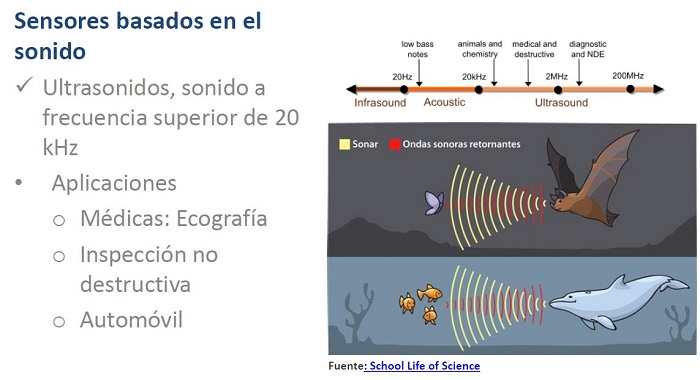 Sensores basados en el
sonido
✓ Ultrasonidos, sonido a
frecuencia superior de 20
kHz
• Aplicaciones
o Médicas: Ecografía
o Inspección no
destructiva
o Automóvil
low bass
notes
animals and
chemistry
medical and
destructive
diagnostic
and NDE
20Hz
20kHz
2MHz
200MHz
Infrasound
Acoustic
Ultrasound
Sonar
Ondas sonoras retornantes
Fuente: School Life of Science